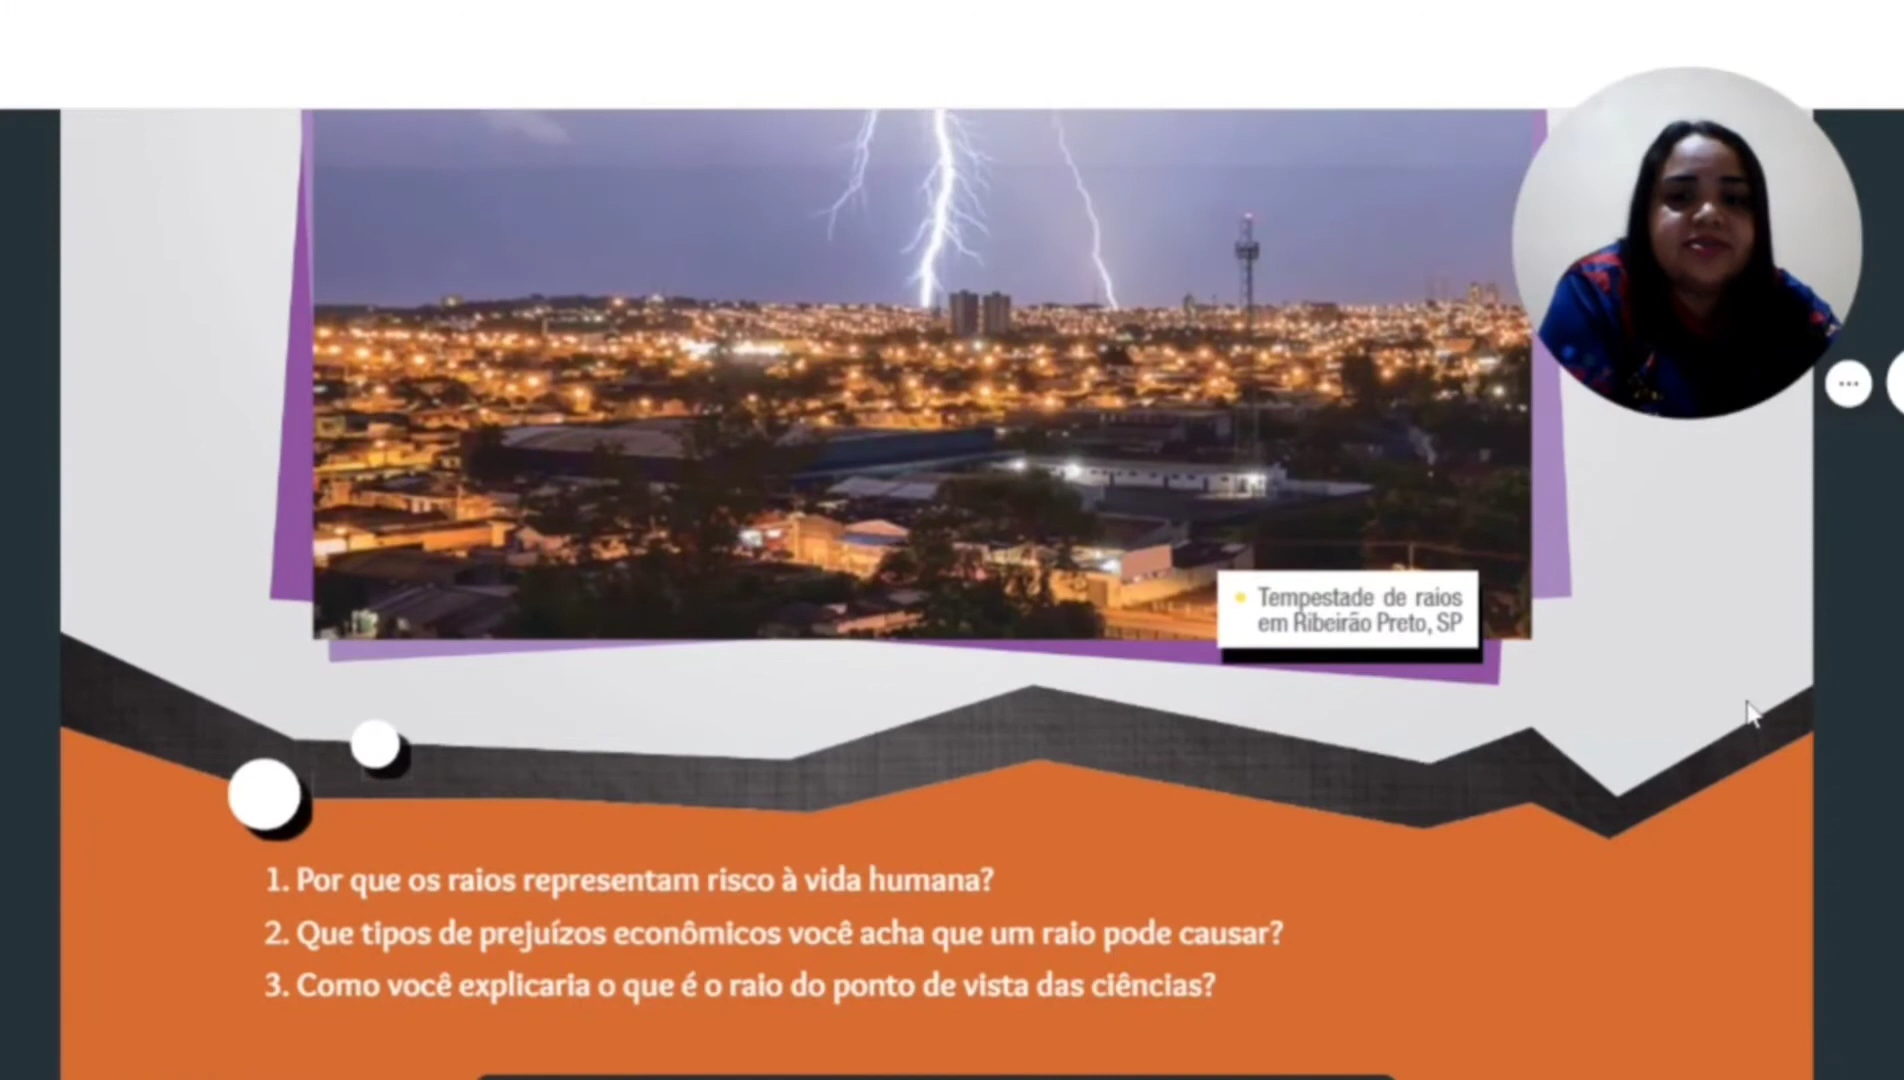 Tempestade de raios
em Ribeirão Preto, SP
1. Por que os raios representam risco à vida humana?
2. Que tipos de prejuízos econômicos você acha que um raio pode causar?
3. Como você explicaria o que é o raio do ponto de vista das ciências?